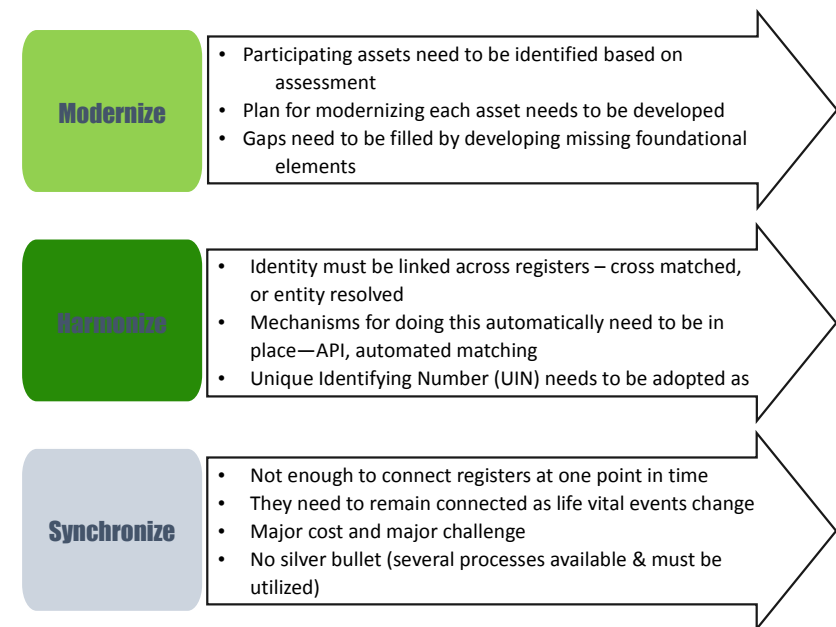 Modernize
• Participating assets need to be identified based on
assessment
• Plan for modernizing each asset needs to be developed
• Gaps need to be filled by developing missing foundational
elements
Harmonize
• Identity must be linked across registers – cross matched,
or entity resolved
• Mechanisms for doing this automatically need to be in
place—API, automated matching
• Unique Identifying Number (UIN) needs to be adopted as
Synchronize
• Not enough to connect registers at one point in time
• They need to remain connected as life vital events change
• Major cost and major challenge
• No silver bullet (several processes available & must be
utilized)